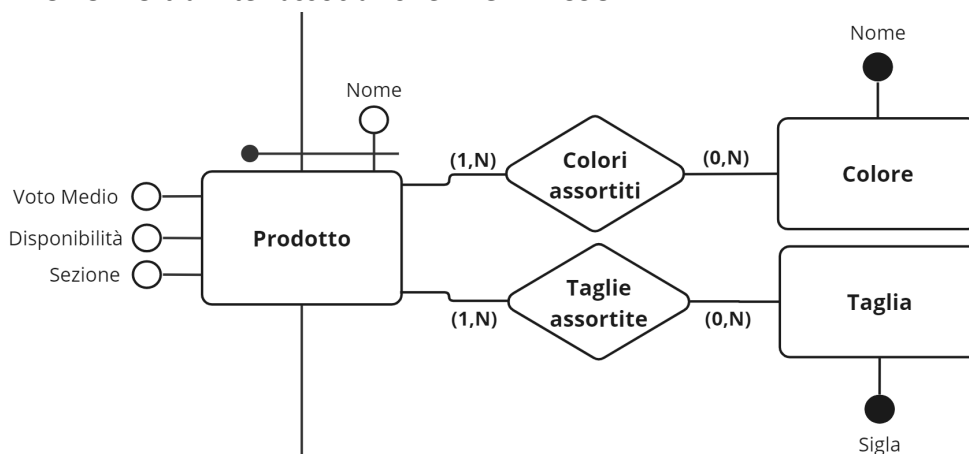 Nome
Nome
(1,N)
Colori
assortiti
(0,N)
Colore
Voto Medio
Disponibilità
Sezione
Prodotto
Taglie
assortite
(1,N)
(0,N)
Taglia
Sigla